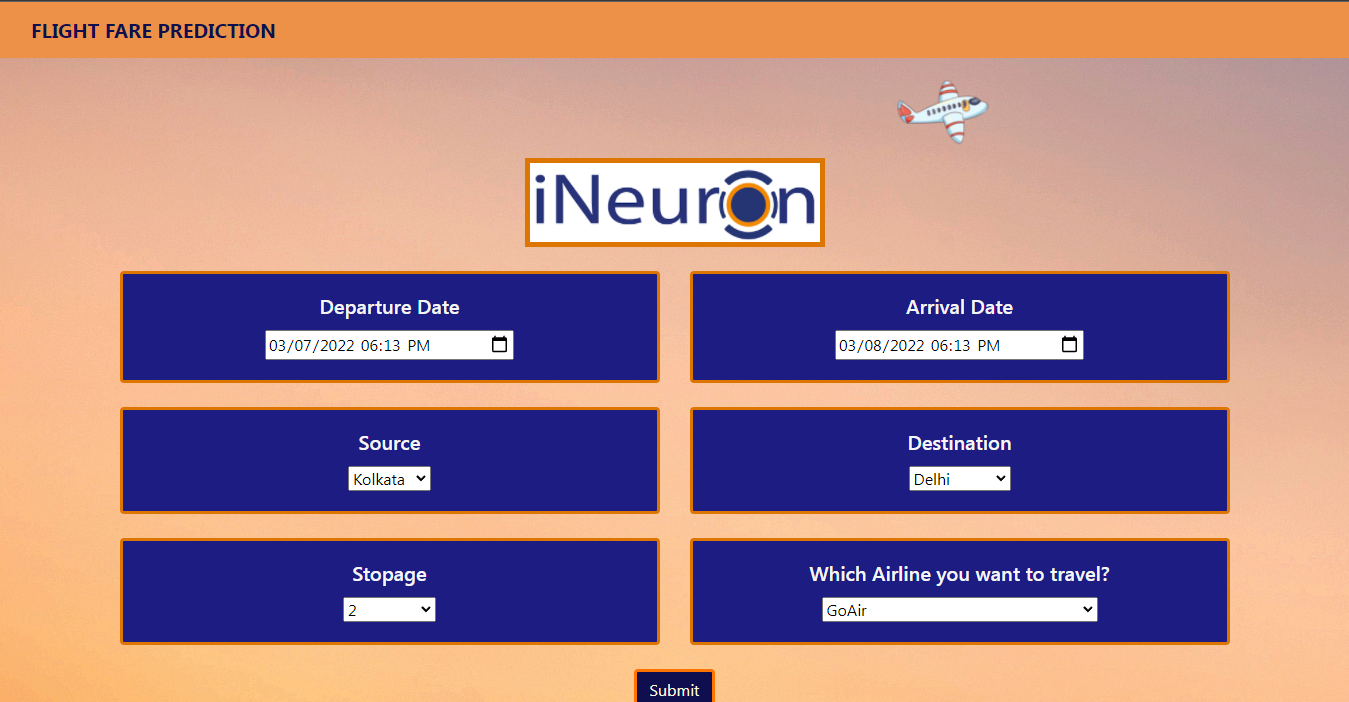 FLIGHT FARE PREDICTION
iNeuron
Departure Date
03/07/2022 06:13 PM
Arrival Date
03/08/2022 06:13 PM
Source
Kolkata
Destination
Delhi
Stopage
2
Which Airline you want to travel?
GoAir
Submit